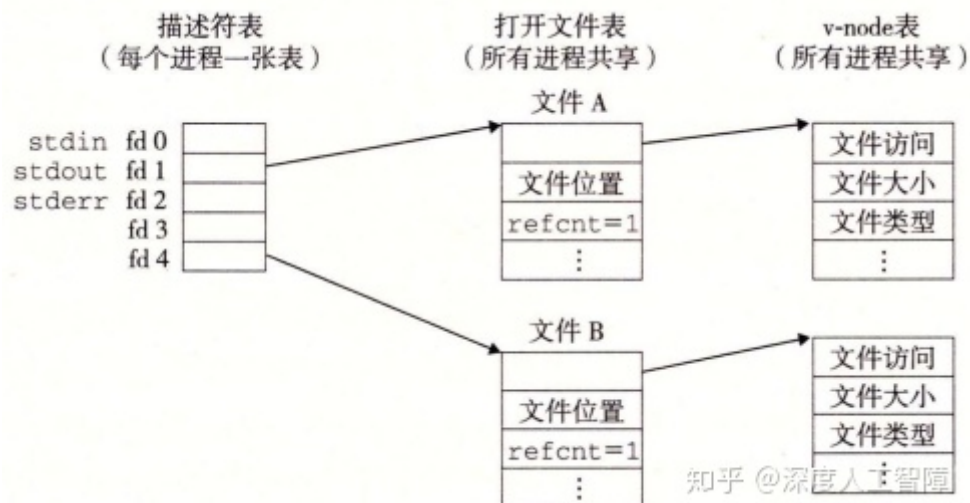 描述符表
（每个进程一张表）
打开文件表
（所有进程共享）
v-node表
（所有进程共享）
stdin fd 0
stdout fd 1
stderr fd 2
fd 3
fd 4
文件 A
文件位置
refcnt=1
⋮
文件访问
文件大小
文件类型
⋮
文件 B
文件位置
refcnt=1
⋮
文件访问
文件大小
文件类型
⋮
知乎 @深度人工智障